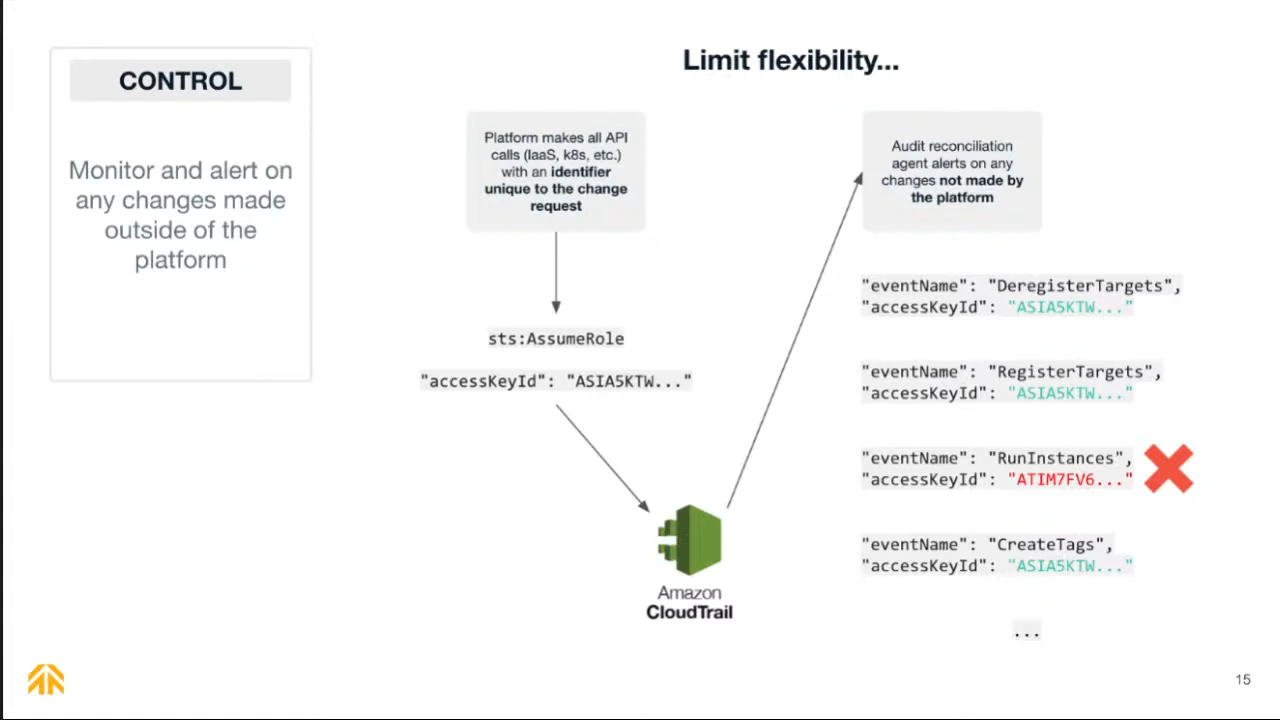 CONTROL
Monitor and alert on
any changes made
outside of the
platform
Limit flexibility...
Platform makes all API
calls (IaaS, k8s, etc.)
with an identifier
unique to the change
request
sts:AssumeRole
"accessKeyId": "ASIA5KTW..."
Amazon
CloudTrail
Audit reconciliation
agent alerts on any
changes not made by
the platform
"eventName": "DeregisterTargets",
"accessKeyId": "ASIA5KTW..."
"eventName": "RegisterTargets",
"accessKeyId": "ASIA5KTW..."
"eventName": "RunInstances",
"accessKeyId": "ATIM7FV6..."
"eventName": "CreateTags",
"accessKeyId": "ASIA5KTW..."
...
15